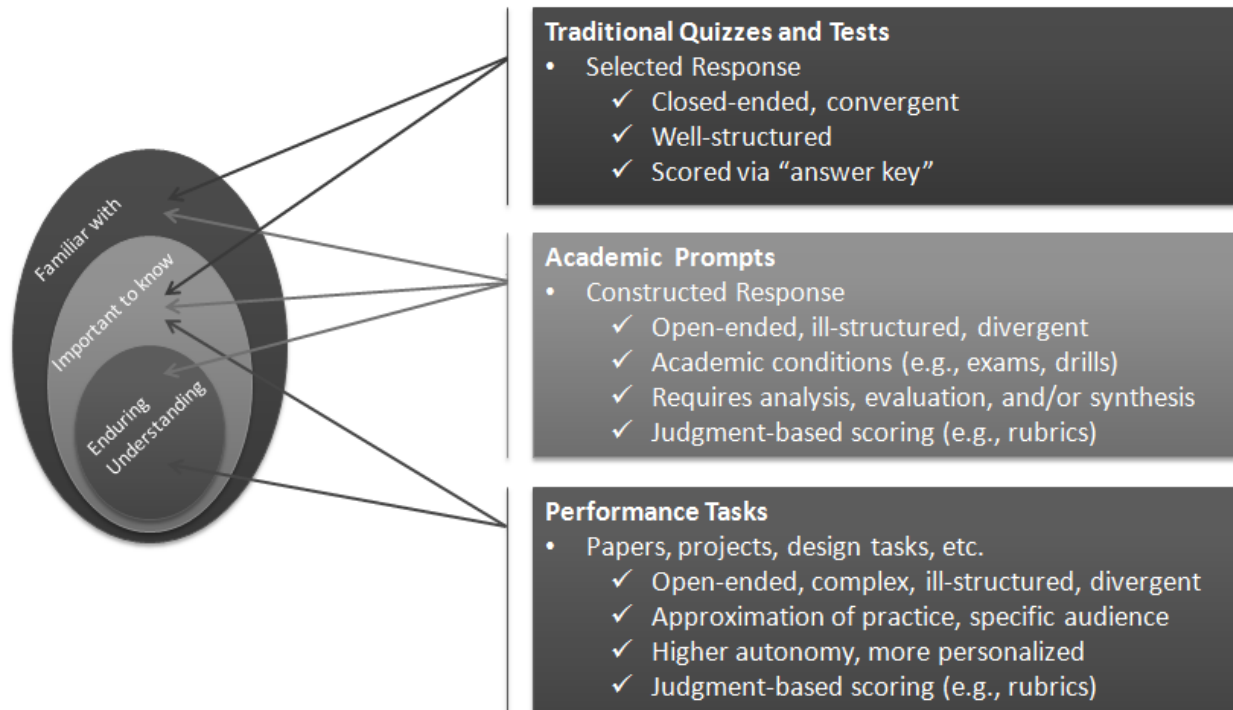 Traditional Quizzes and Tests
• Selected Response
✓ Closed-ended, convergent
✓ Well-structured
✓ Scored via “answer key”
Familiar with
Important to know
Enduring
Understanding
Academic Prompts
• Constructed Response
✓ Open-ended, ill-structured, divergent
✓ Academic conditions (e.g., exams, drills)
✓ Requires analysis, evaluation, and/or synthesis
✓ Judgment-based scoring (e.g., rubrics)
Performance Tasks
• Papers, projects, design tasks, etc.
✓ Open-ended, complex, ill-structured, divergent
✓ Approximation of practice, specific audience
✓ Higher autonomy, more personalized
✓ Judgment-based scoring (e.g., rubrics)